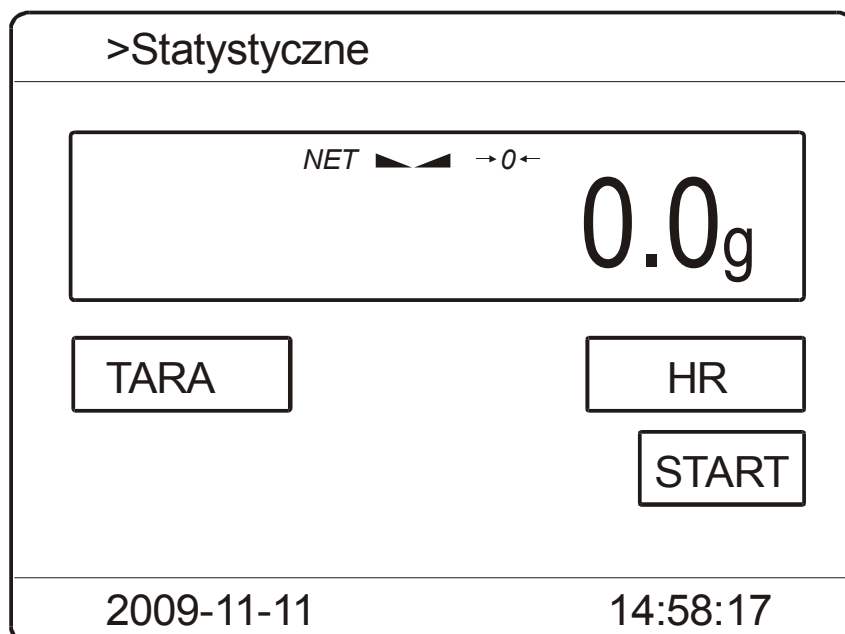 >Statystyczne
NET →0←
0.0g
TARA HR
START
2009-11-11 14:58:17